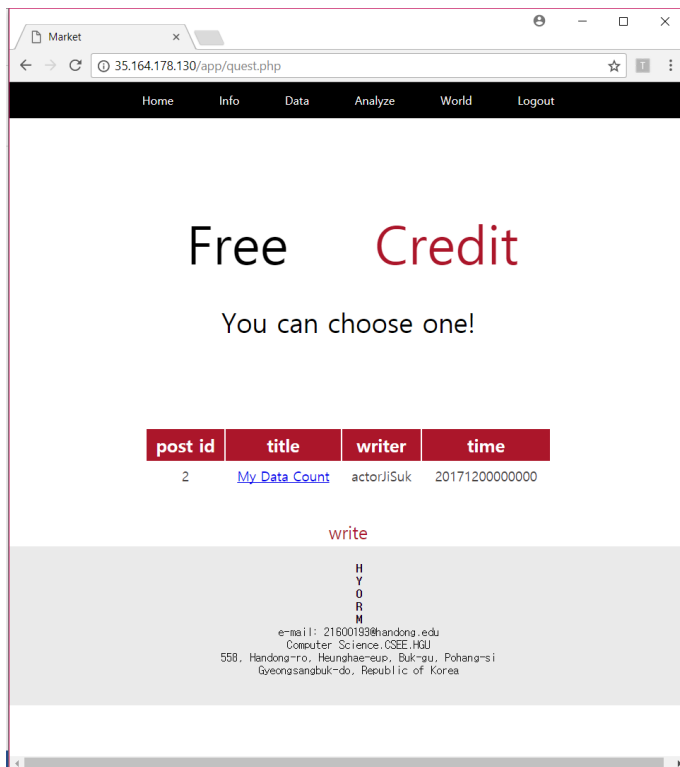 Market
35.164.178.130/app/quest.php
T
Home Info Data Analyze World Logout
Free Credit
You can choose one!
post id title writer time
2 My Data Count actorJiSuk 20171200000000
write
H
Y
O
R
M
e-mail: 21600193@handong.edu
Computer Science.CSEE.HGU
558, Handong-ro, Heunghae-eup, Buk-gu, Pohang-si
Gyeongsangbuk-do, Republic of Korea